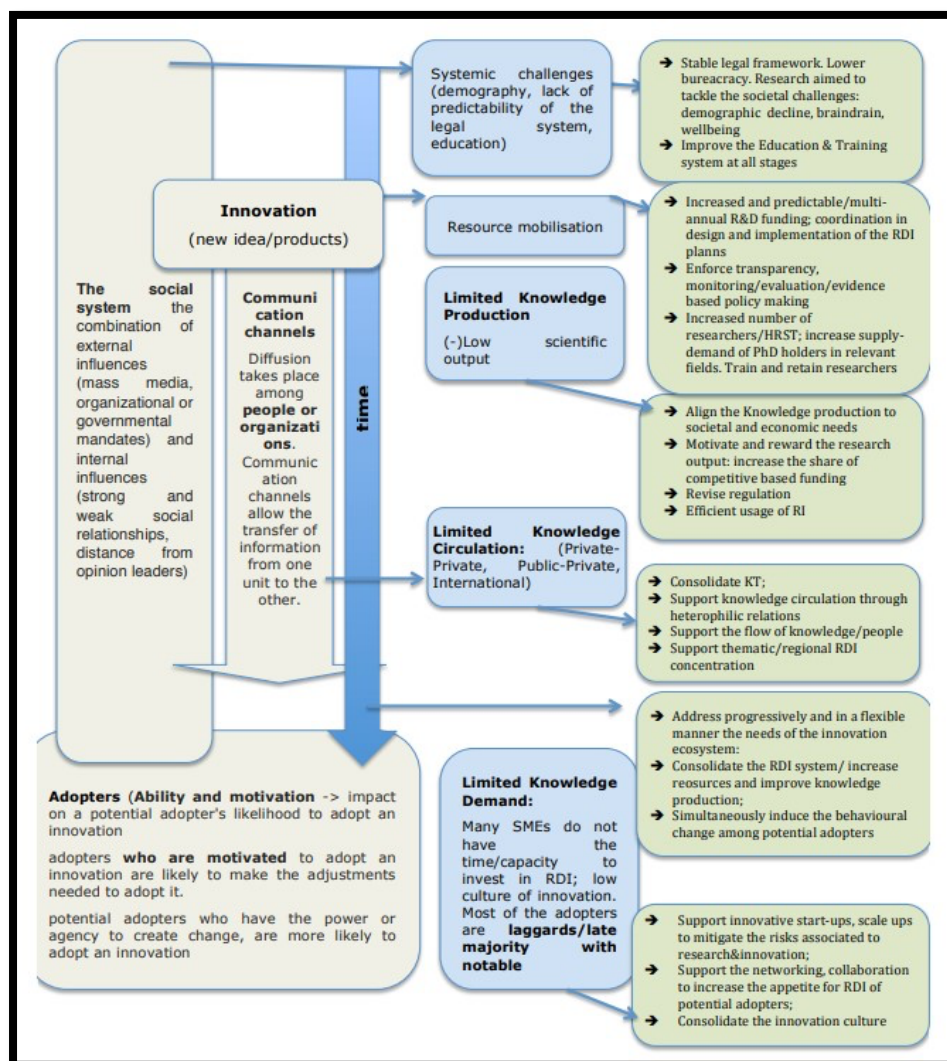 The social
system the
combination of
external
influences
(mass media,
organizational or
governmental
mandates) and
internal
influences
(strong and
weak social
relationships,
distance from
opinion leaders)
Innovation
(new idea/products)
Communi
cation
channels
Diffusion
takes place
among
people or
organizati
ons.
Communic
ation
channels
allow the
transfer of
information
from one
unit to the
other.
time
Adopters (Ability and motivation -> impact
on a potential adopter's likelihood to adopt an
innovation
adopters who are motivated to adopt an
innovation are likely to make the adjustments
needed to adopt it.
potential adopters who have the power or
agency to create change, are more likely to
adopt an innovation
Systemic challenges
(demography, lack of
predictability of the
legal system,
education)
Resource mobilisation
Limited Knowledge
Production
(-)Low scientific
output
Limited Knowledge
Circulation: (Private-
Private, Public-Private,
International)
Limited Knowledge
Demand:
Many SMEs do not
have the
time/capacity to
invest in RDI; low
culture of innovation.
Most of the adopters
are laggards/late
majority with
notable
➔ Stable legal framework. Lower
bureacracy. Research aimed to
tackle the societal challenges:
demographic decline, braindrain,
wellbeing
➔ Improve the Education & Training
system at all stages
➔ Increased and predictable/multi-
annual R&D funding; coordination in
design and implementation of the RDI
planns
➔ Enforce transparency,
monitoring/evaluation/evidence
based policy making
➔ Increased number of
researchers/HRST; increase supply-
demand of PhD holders in relevant
fields. Train and retain researchers
➔ Align the Knowledge production to
societal and economic needs
➔ Motivate and reward the research
output: increase the share of
competitive based funding
➔ Revise regulation
➔ Efficient usage of RI
➔ Consolidate KT;
➔ Support knowledge circulation through
heterophilic relations
➔ Support the flow of knowledge/people
➔ Support thematic/regional RDI
concentration
➔ Address progressively and in a flexible
manner the needs of the innovation
ecosystem:
➔ Consolidate the RDI system/ increase
reosources and improve knowledge
production;
➔ Simultaneously induce the behavioural
change among potential adopters
➔ Support innovative start-ups, scale ups
to mitigate the risks associated to
research&innovation;
➔ Support the networking, collaboration
to increase the appetite for RDI of
potential adopters;
➔ Consolidate the innovation culture